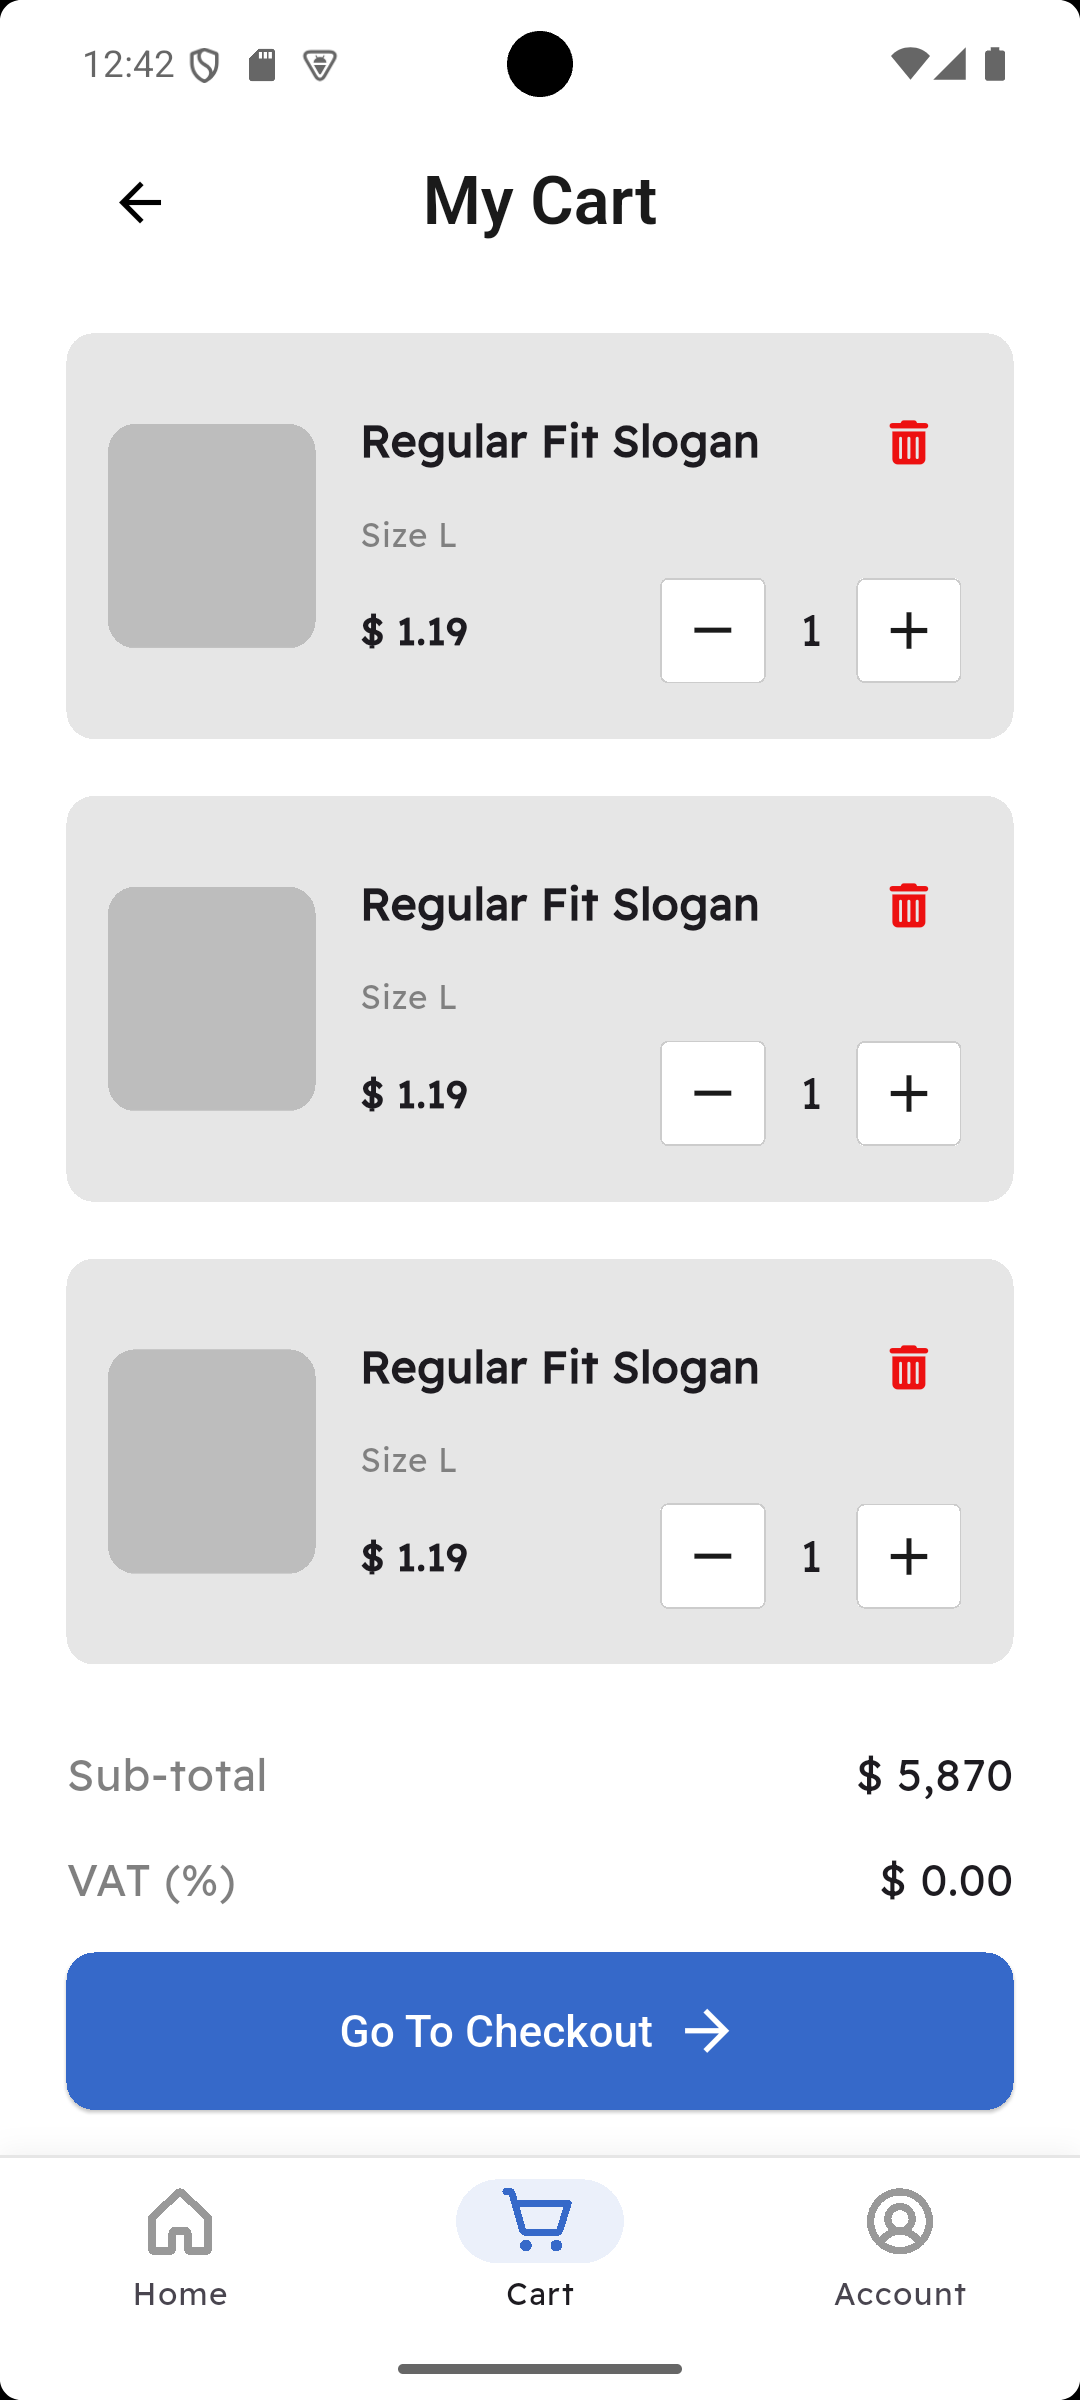 12:42
My Cart
Regular Fit Slogan
Size L
$ 1.19
1
Regular Fit Slogan
Size L
$ 1.19
1
Regular Fit Slogan
Size L
$ 1.19
1
Sub-total $ 5,870
VAT (%) $ 0.00
Go To Checkout
Home Cart Account